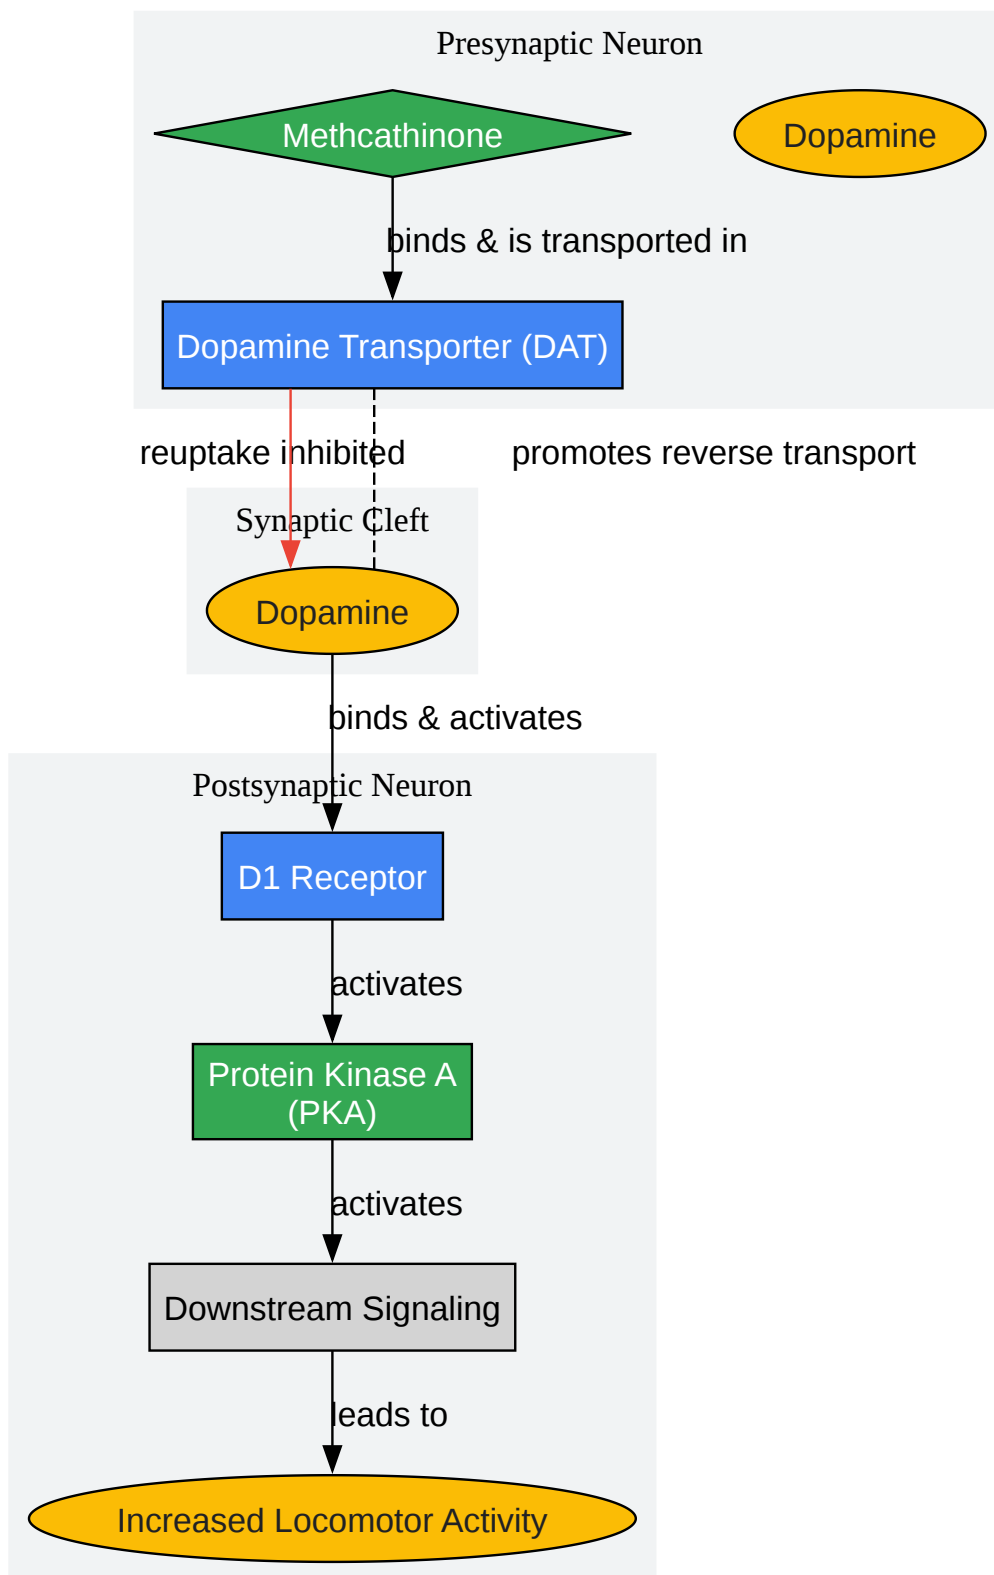 Presynaptic Neuron
Methcathinone
Dopamine
binds & is transported in
Dopamine Transporter (DAT)
reuptake inhibited
promotes reverse transport
Synaptic Cleft
Dopamine
binds & activates
Postsynaptic Neuron
D1 Receptor
activates
Protein Kinase A
(PKA)
activates
Downstream Signaling
leads to
Increased Locomotor Activity